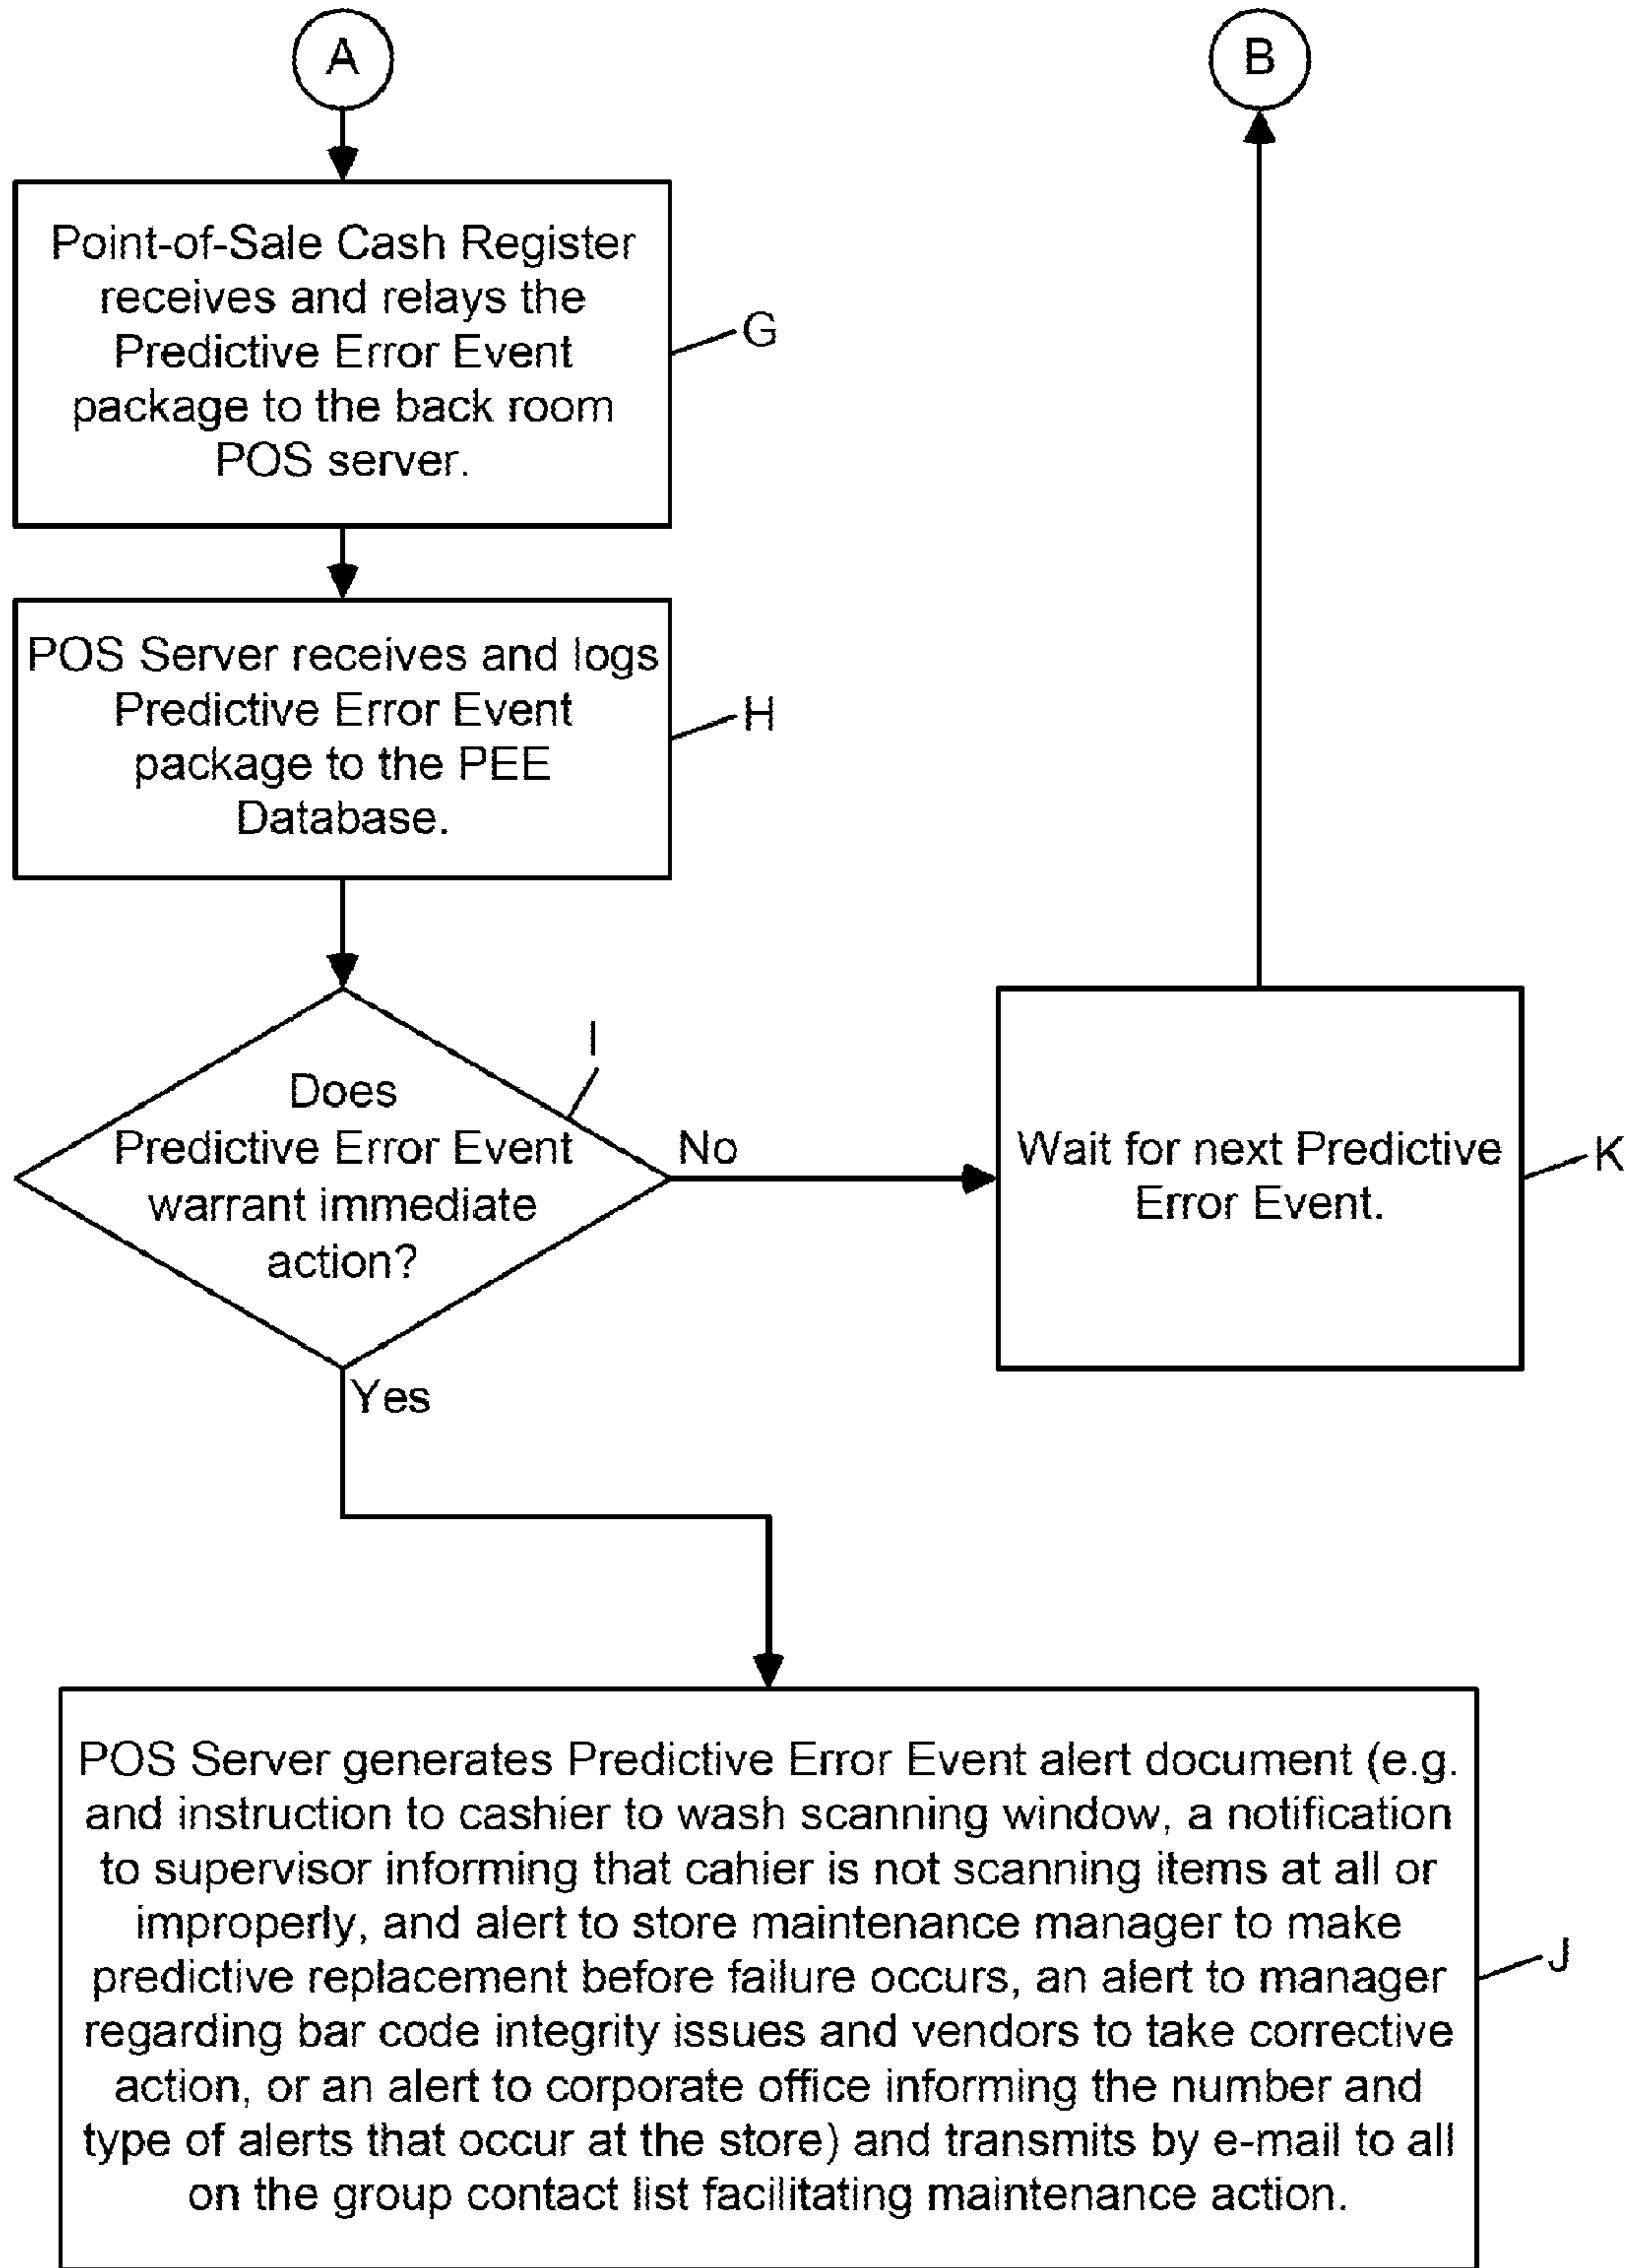 A
B
Point-of-Sale Cash Register
receives and relays the
Predictive Error Event
package to the back room
POS server.
G
POS Server receives and logs
Predictive Error Event
package to the PEE
Database.
H
I
Does
Predictive Error Event
warrant immediate
action?
No
Yes
Wait for next Predictive
Error Event.
K
POS Server generates Predictive Error Event alert document (e.g.
and instruction to cashier to wash scanning window, a notification
to supervisor informing that cahier is not scanning items at all or
improperly, and alert to store maintenance manager to make
predictive replacement before failure occurs, an alert to manager
regarding bar code integrity issues and vendors to take corrective
action, or an alert to corporate office informing the number and
type of alerts that occur at the store) and transmits by e-mail to all
on the group contact list facilitating maintenance action.
J